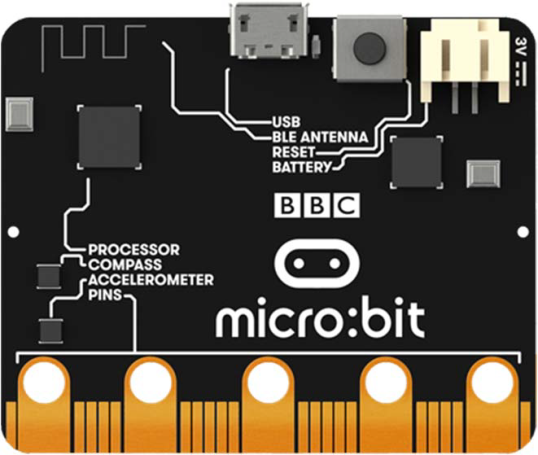 3V
USB
BLE ANTENNA
RESET
BATTERY
BBC
PROCESSOR
COMPASS
ACCELEROMETER
PINS
micro:bit